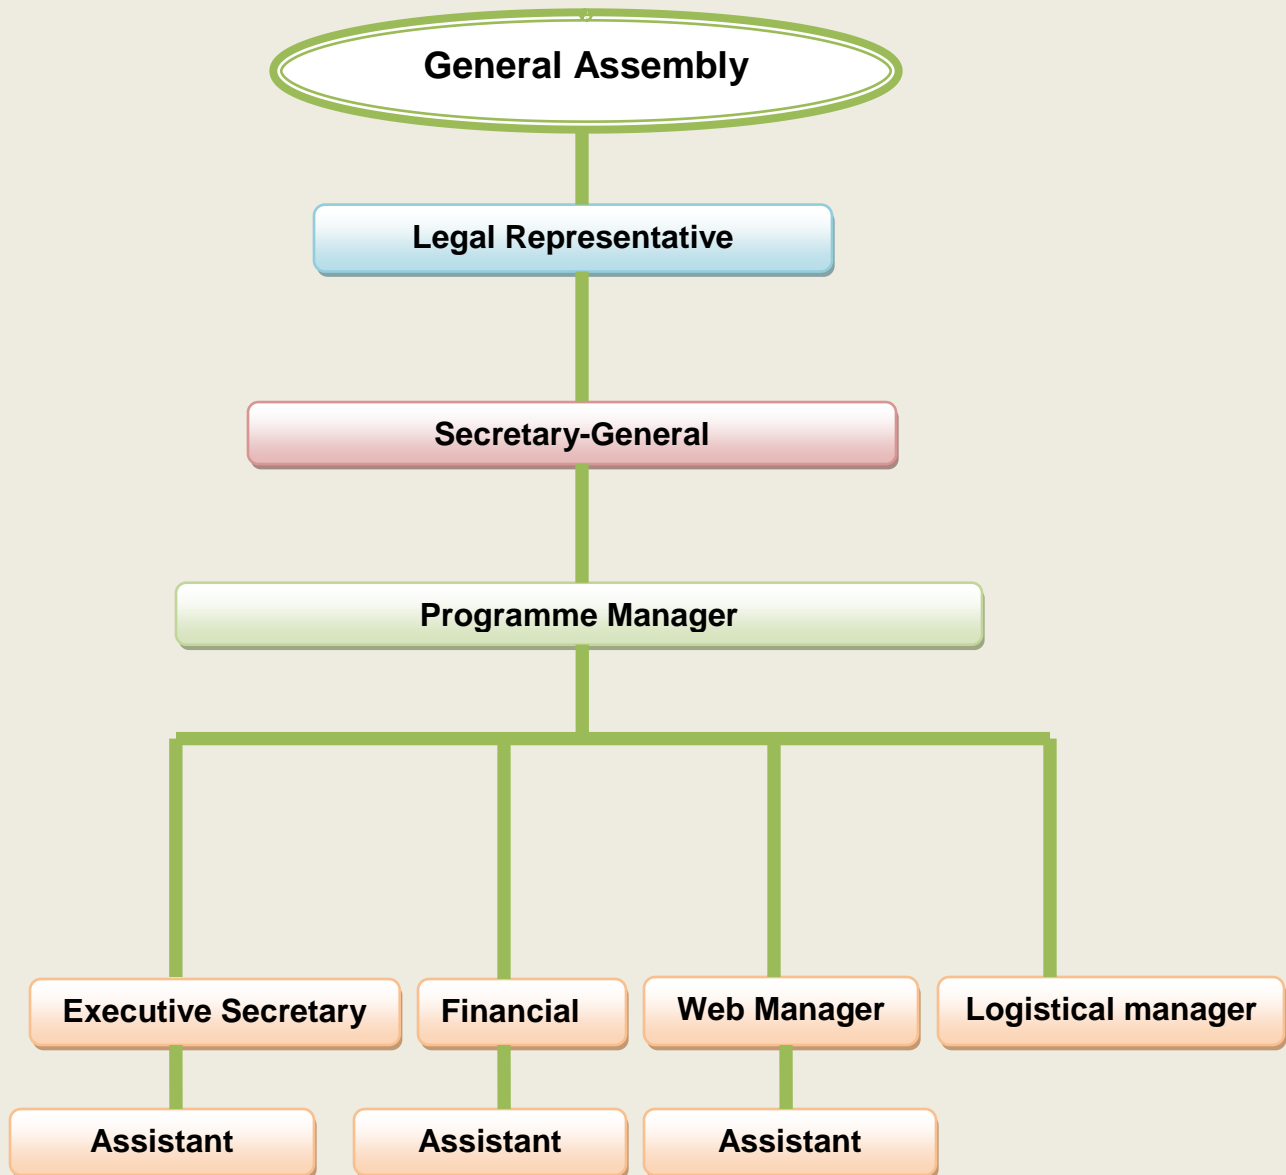 General Assembly
Legal Representative
Secretary-General
Programme Manager
Executive Secretary
Financial
Web Manager
Logistical manager
Assistant
Assistant
Assistant